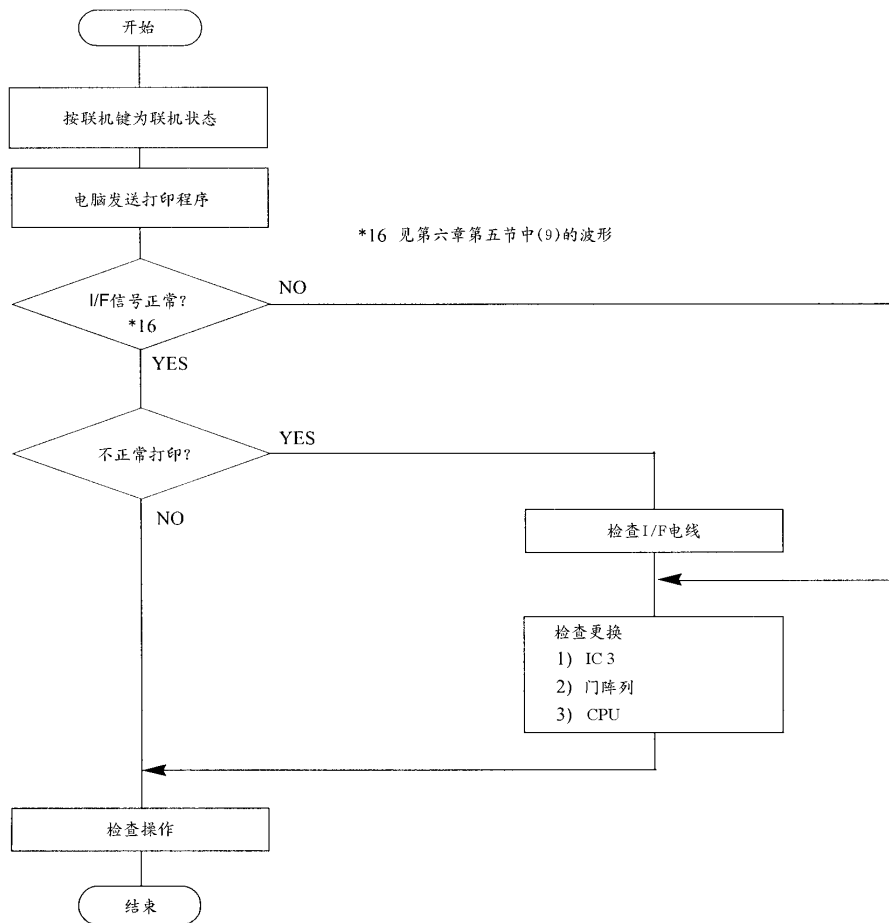 开始
按联机键为联机状态
电脑发送打印程序
*16 见第六章第五节中(9)的波形
I/F信号正常?
*16
NO
YES
不正常打印?
YES
NO
检查I/F电线
检查更换
1) IC 3
2) 门阵列
3) CPU
检查操作
结束